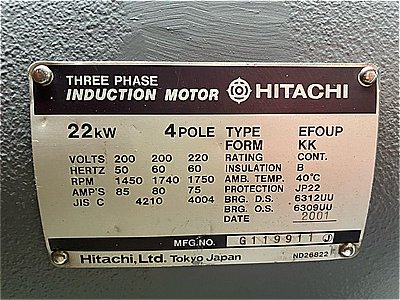 THREE PHASE
INDUCTION MOTOR HITACHI
22kW 4POLE TYPE EFOUP
FORM KK
VOLTS 200 200 220 RATING CONT.
HERTZ 50 60 60 INSULATION B
RPM 1450 1740 1750 AMB. TEMP. 40°C
AMP'S 85 80 75 PROTECTION JP22
JIS C 4210 4004 BRG. D.S. 6312UU
BRG. O.S. 6309UU
DATE 2001
MFG.NO. G119911J
Hitachi,Ltd. Tokyo Japan ND26822